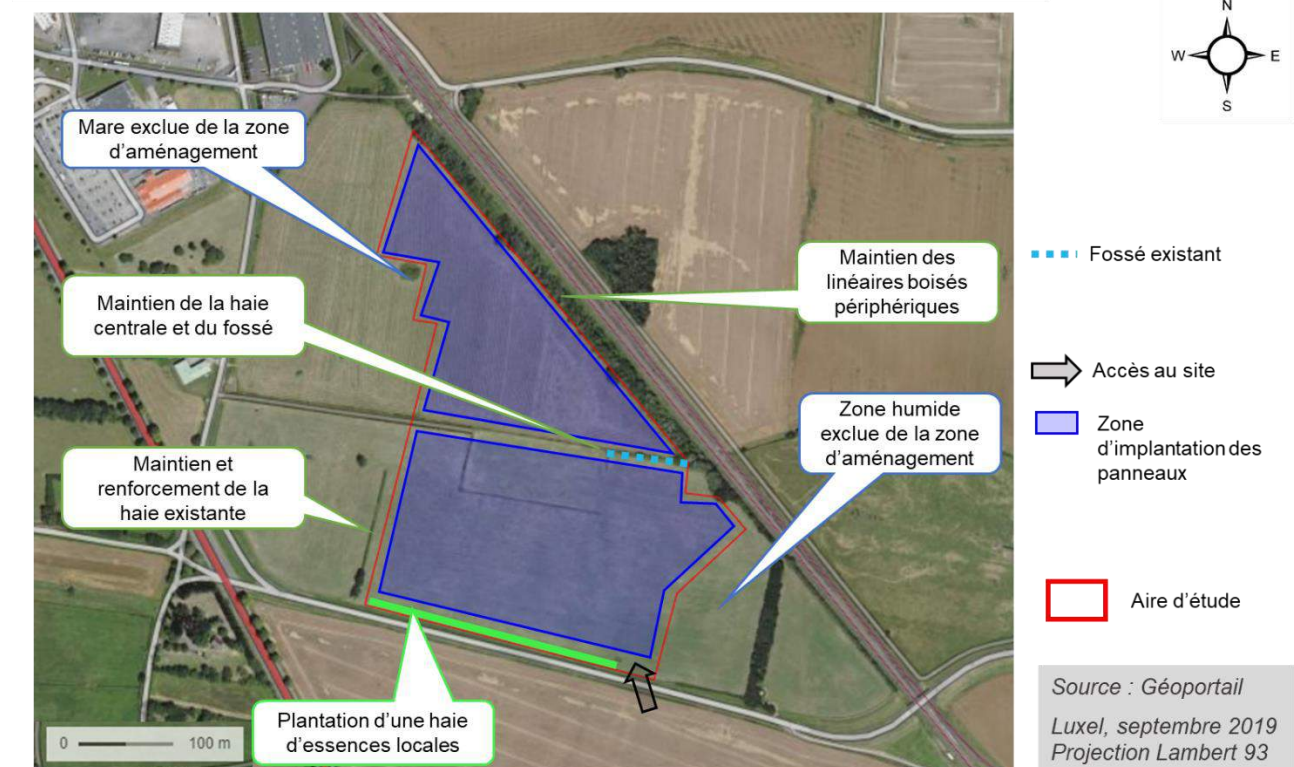 N
W
E
S
Mare exclue de la zone
d'aménagement
Maintien des
linéaires boisés
périphériques
Fossé existant
Maintien de la haie
centrale et du fossé
Accès au site
Zone humide
exclue de la zone
d'aménagement
Zone
d'implantation des
panneaux
Maintien et
renforcement de la
haie existante
Aire d'étude
Plantation d'une haie
d'essences locales
0 100 m
Source : Géoportail
Luxel, septembre 2019
Projection Lambert 93